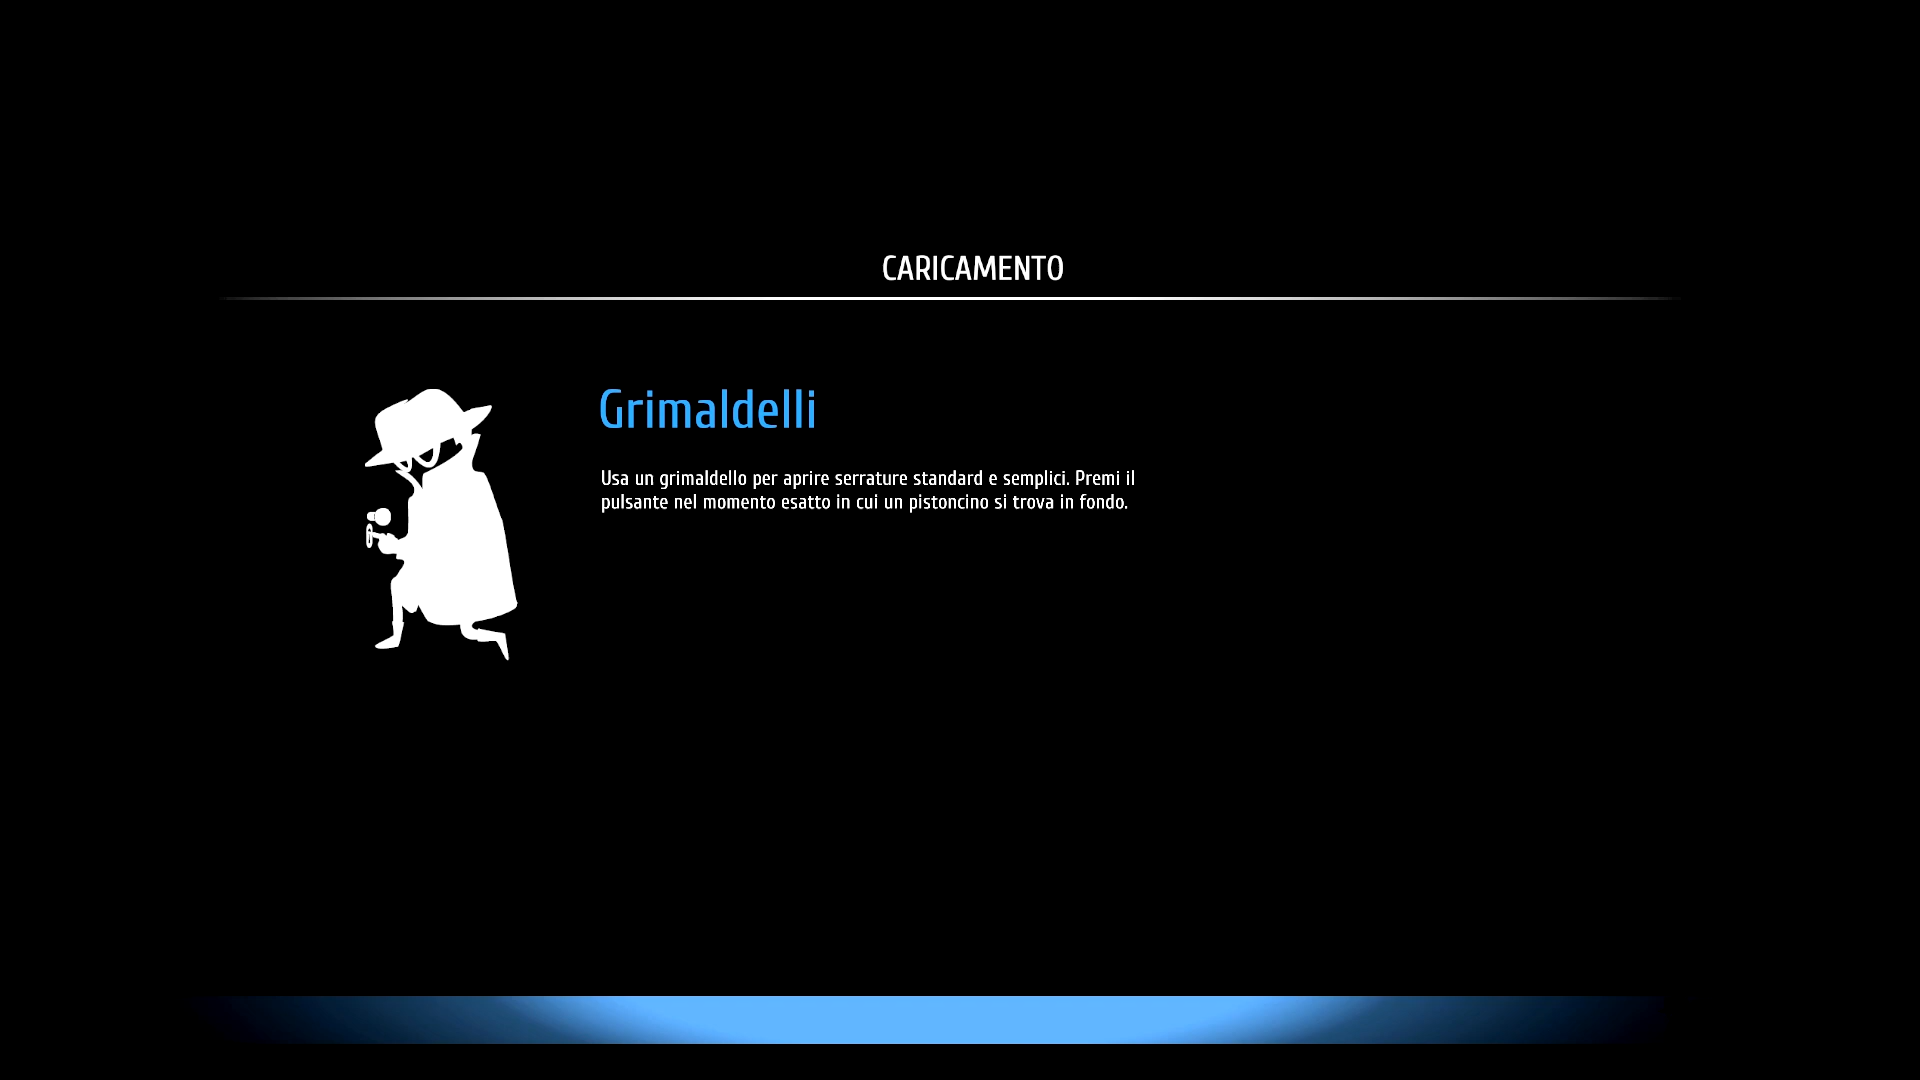 CARICAMENTO
Grimaldelli
Usa un grimaldello per aprire serrature standard e semplici. Premi il
pulsante nel momento esatto in cui un pistoncino si trova in fondo.